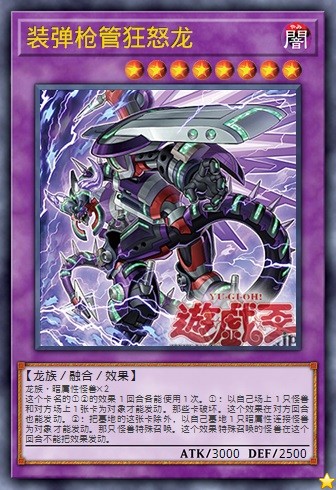 装弹枪管狂怒龙
闇
YU-GI-OH!
遊戯王
【龙族／融合／效果】
龙族·暗属性怪兽×2
这个卡名的①②的效果1回合各能使用1次。①：以自己场上1只怪
兽和对方场上1张卡为对象才能发动。那些卡破坏。这个效果在对方回合
也能发动。②：把墓地的这张卡除外，以自己墓地1只暗属性连接怪兽
为对象才能发动。那只怪兽特殊召唤。这个效果特殊召唤的怪兽在这个
回合不能把效果发动。
ATK/3000 DEF/2500